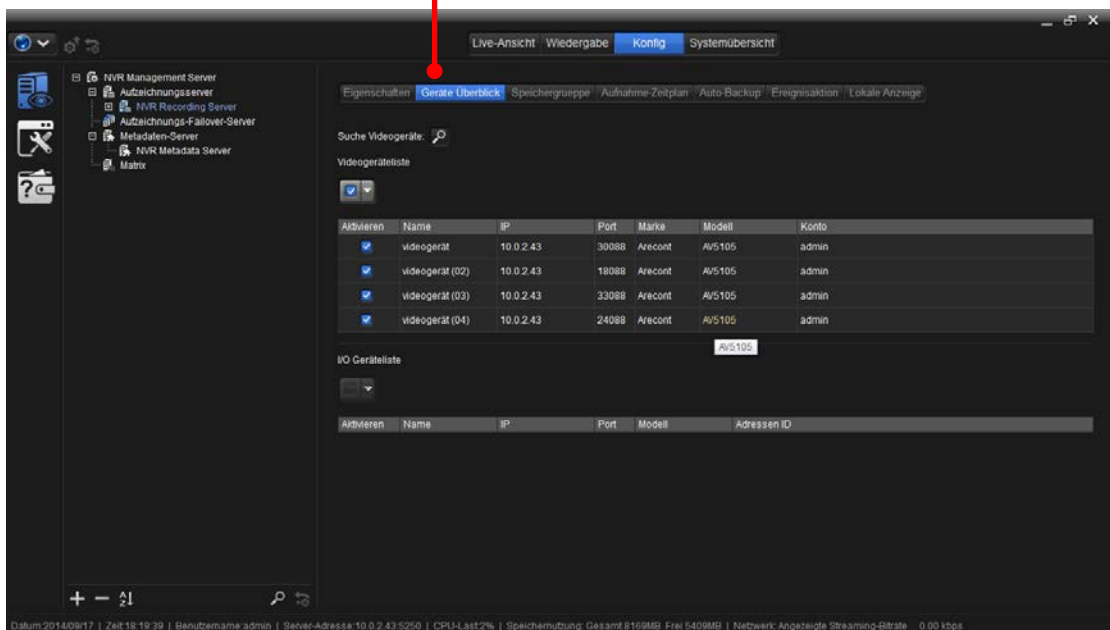 Live-Ansicht Wiedergabe Konfig Systemübersicht
NVR Management Server
Aufzeichnungsserver
NVR Recording Server
Aufzeichnungs-Failover-Server
Metadaten-Server
NVR Metadata Server
Matrix
Eigenschaften Geräte Überblick Speichergrueppe Aufnahme-Zeitplan Auto-Backup Ereignisaktion Lokale Anzeige
Suche Videogeräte:
Videogeräteliste
Aktivieren Name IP Port Marke Modell Konto
videogerät 10.0.2.43 30088 Arecont AV5105 admin
videogerät (02) 10.0.2.43 18088 Arecont AV5105 admin
videogerät (03) 10.0.2.43 33088 Arecont AV5105 admin
videogerät (04) 10.0.2.43 24088 Arecont AV5105 admin
AV5105
I/O Geräteliste
Aktivieren Name IP Port Modell Adressen ID
Datum:2014/09/17 | Zeit:18:19:39 | Benutzername:admin | Server-Adresse:10.0.2.43:5250 | CPU-Last:2% | Speichernutzung: Gesamt 8169MB Frei 5409MB | Netzwerk: Angezeigte Streaming-Bitrate 0.00 kbps